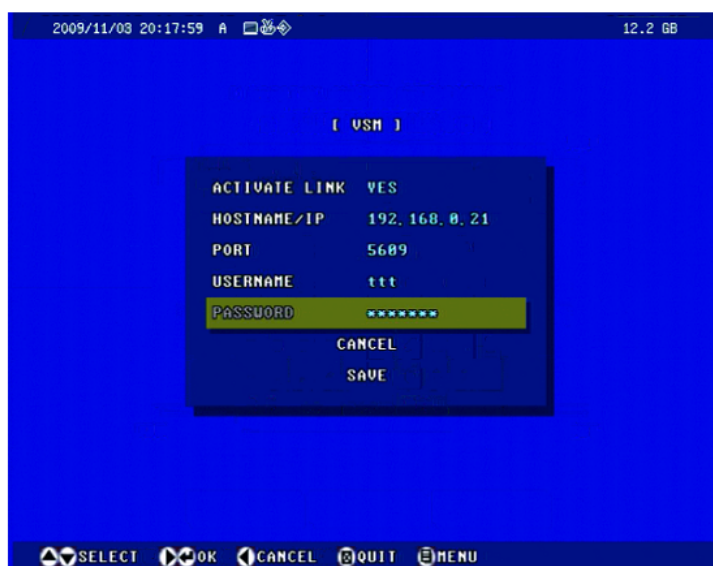 2009/11/03 20:17:59 A 12.2 GB
[ VSM ]
ACTIVATE LINK YES
HOSTNAME/IP 192.168.0.21
PORT 5609
USERNAME ttt
PASSWORD *******
CANCEL
SAVE
SELECT OK CANCEL QUIT MENU